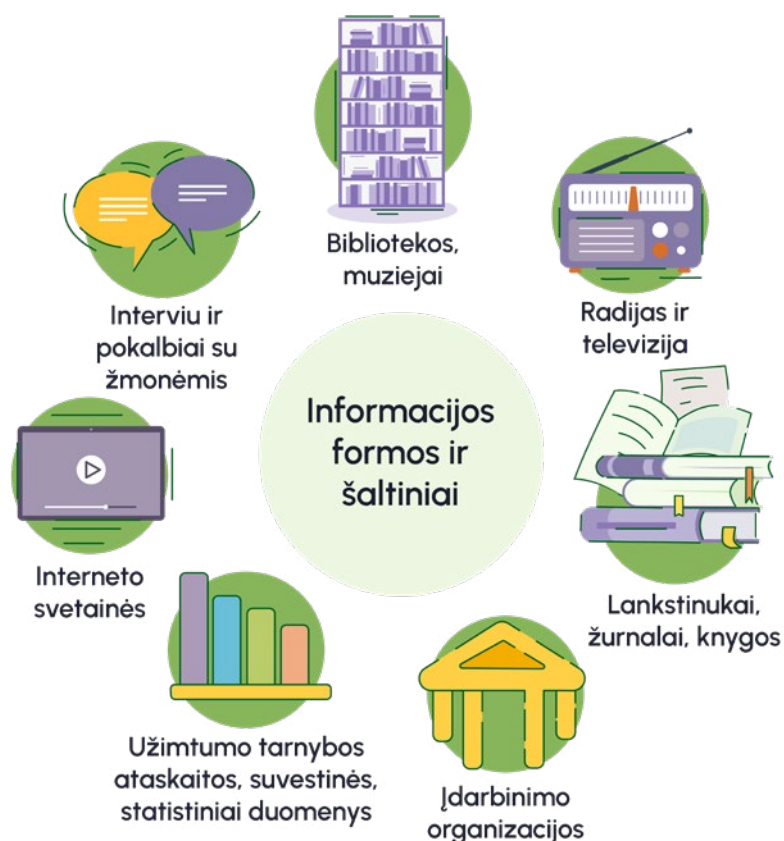 Informacijos
formos ir
šaltiniai
Bibliotekos,
muziejai
Radijas ir
televizija
Lankstinukai,
žurnalai, knygos
Įdarbinimo
organizacijos
Užimtumo tarnybos
ataskaitos, suvestinės,
statistiniai duomenys
Interneto
svetainės
Interviu ir
pokalbiai su
žmonėmis